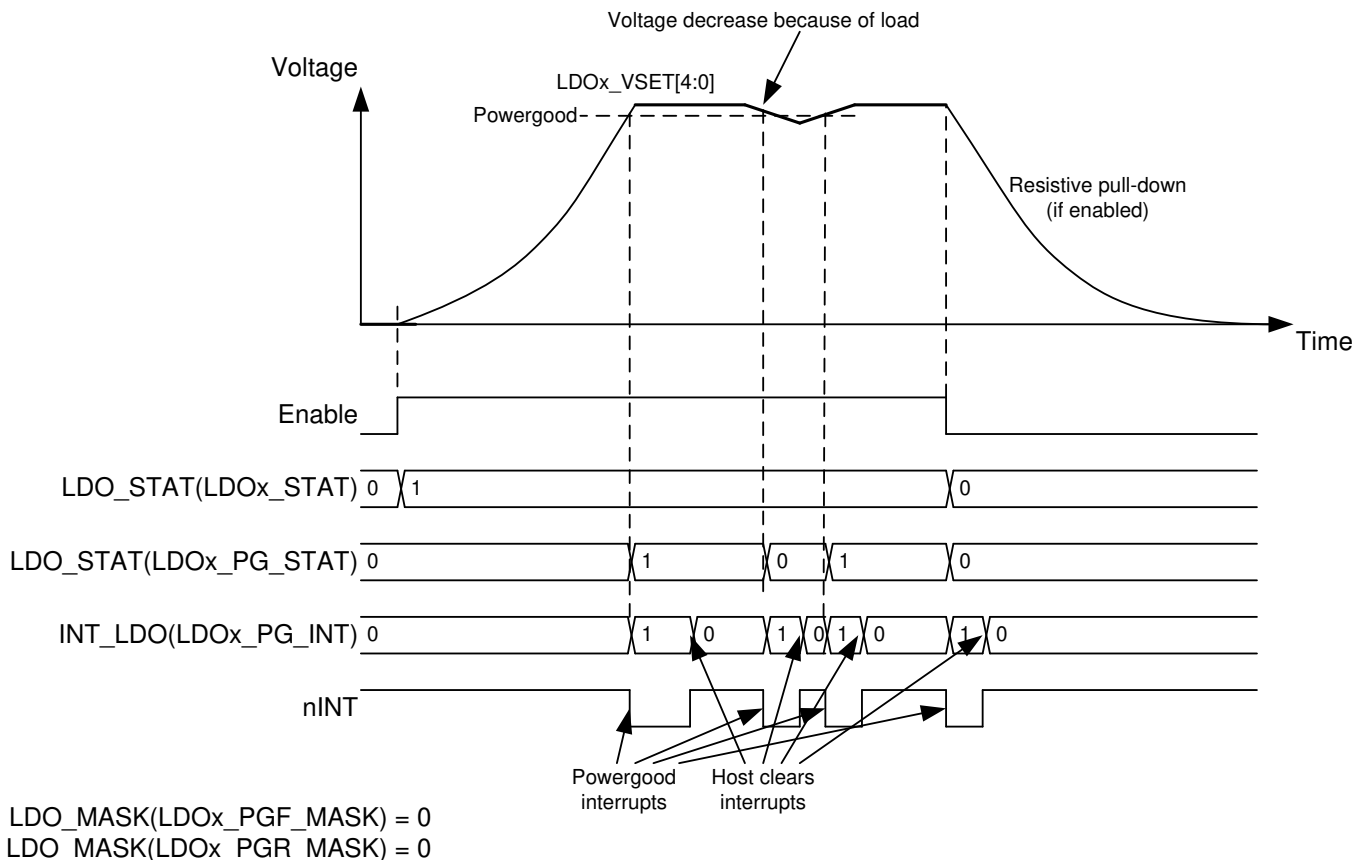 Voltage decrease because of load
Voltage
LDOx_VSET[4:0]
Powergood
Resistive pull-down
(if enabled)
Time
Enable
LDO_STAT(LDOx_STAT) 0 1 0
LDO_STAT(LDOx_PG_STAT) 0 1 0 1 0
INT_LDO(LDOx_PG_INT) 0 1 0 1 0 1 0 1 0
nINT
Powergood
interrupts
Host clears
interrupts
LDO_MASK(LDOx_PGF_MASK) = 0
LDO_MASK(LDOx_PGR_MASK) = 0